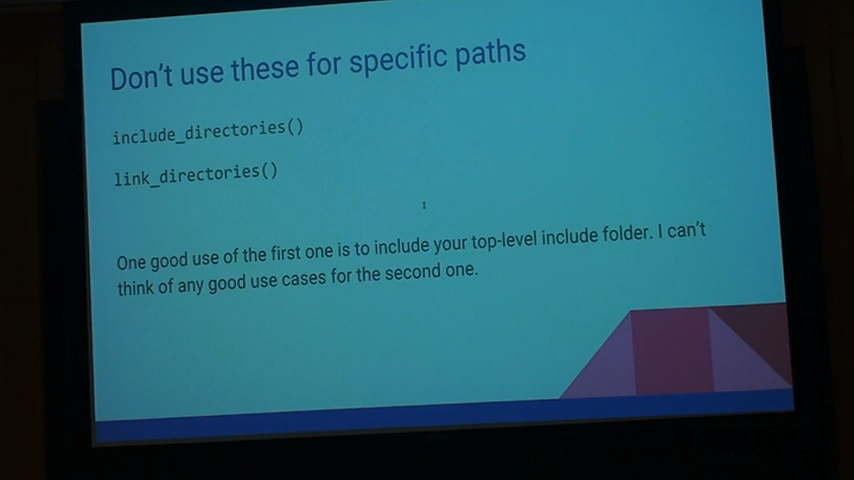 Don't use these for specific paths
include_directories()
link_directories()
One good use of the first one is to include your top-level include folder. I can't
think of any good use cases for the second one.